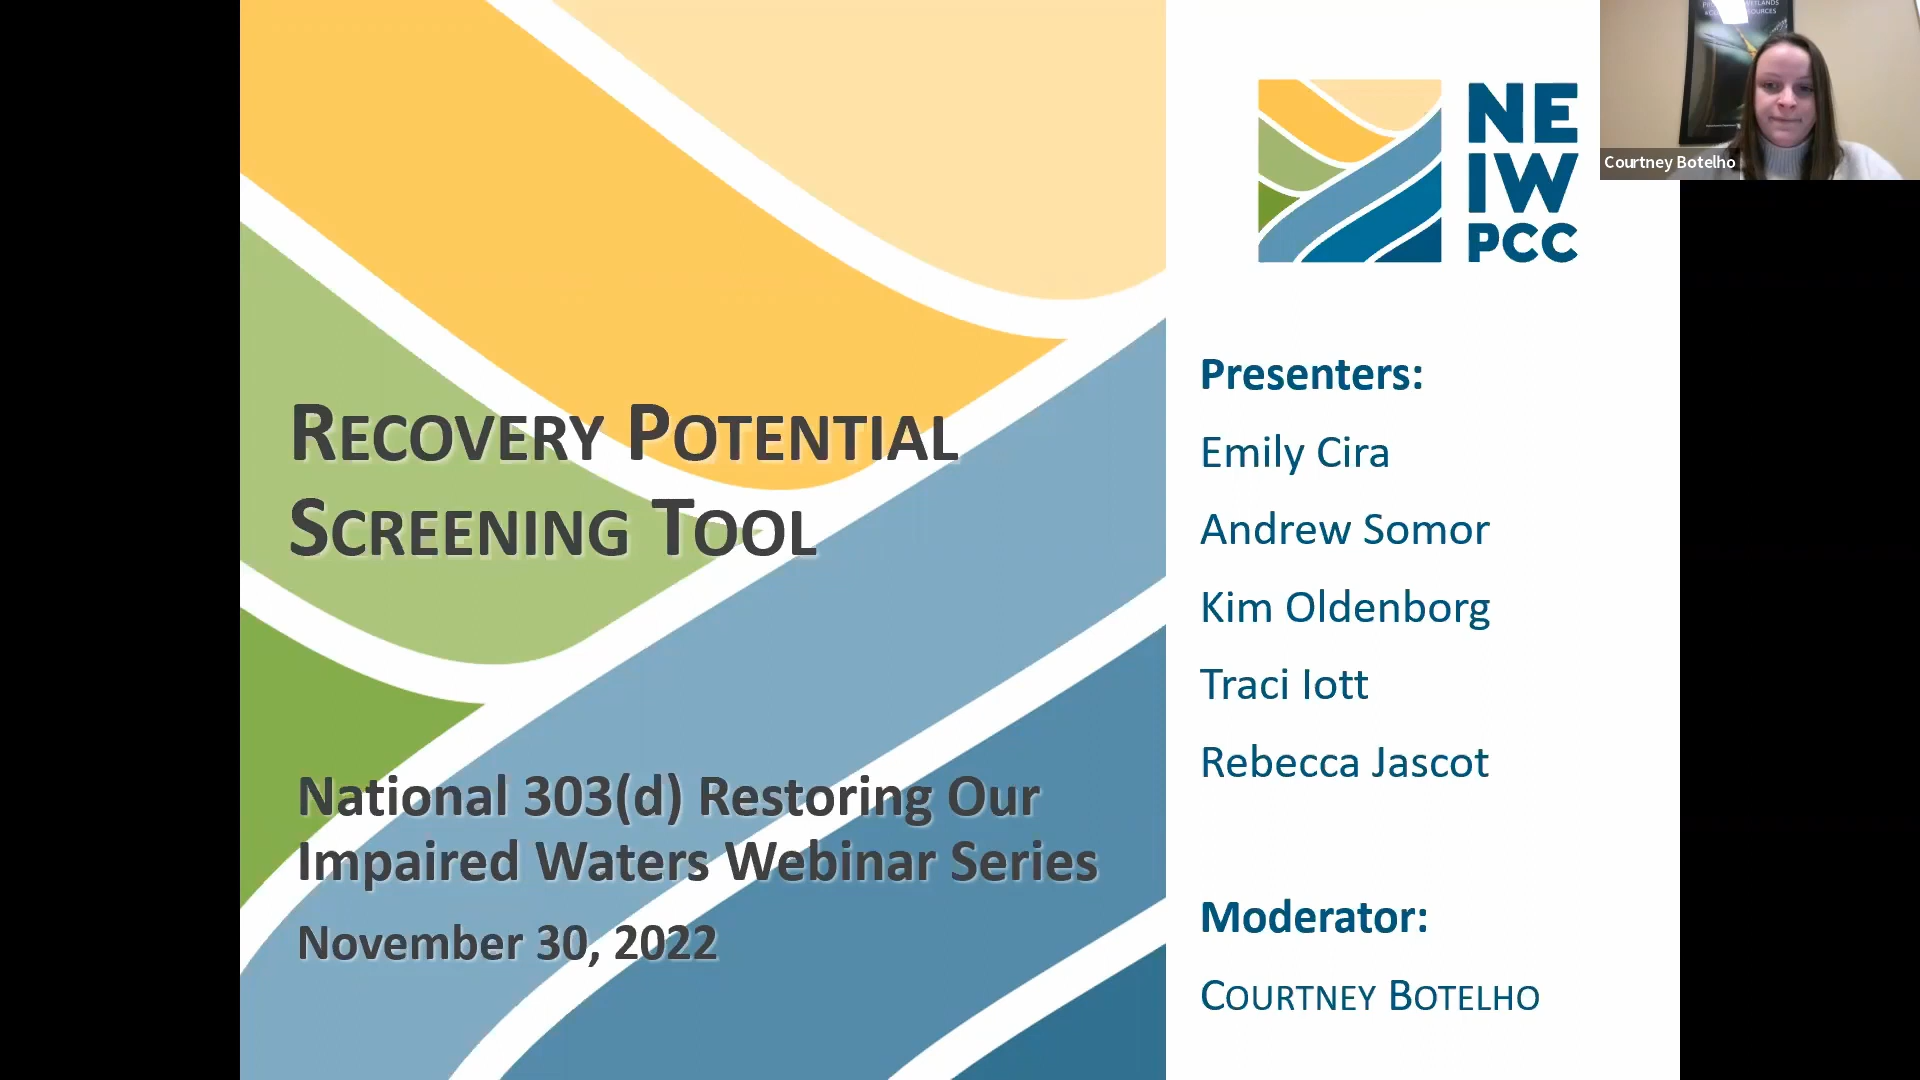 RECOVERY POTENTIAL
SCREENING TOOL
National 303(d) Restoring Our
Impaired Waters Webinar Series
November 30, 2022
NE
IW
PCC
Presenters:
Emily Cira
Andrew Somor
Kim Oldenborg
Traci Iott
Rebecca Jascot
Moderator:
COURTNEY BOTELHO
Courtney Botelho